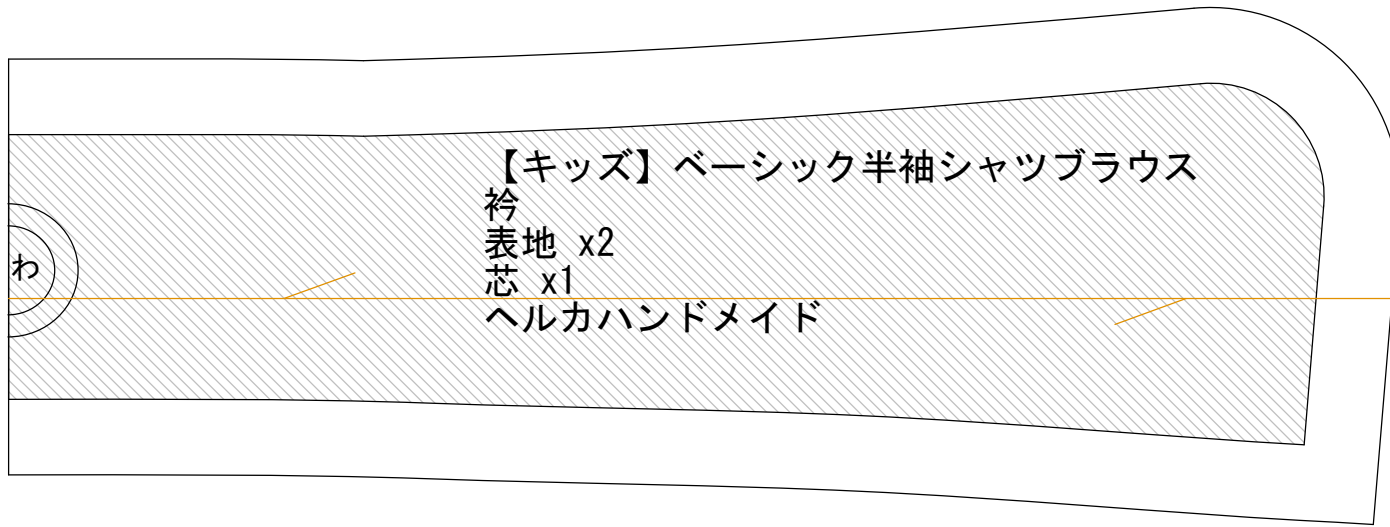 【キッズ】ベーシック半袖シャツブラウス
衿
表地 x2
芯 x1
ヘルカハンドメイド
わ